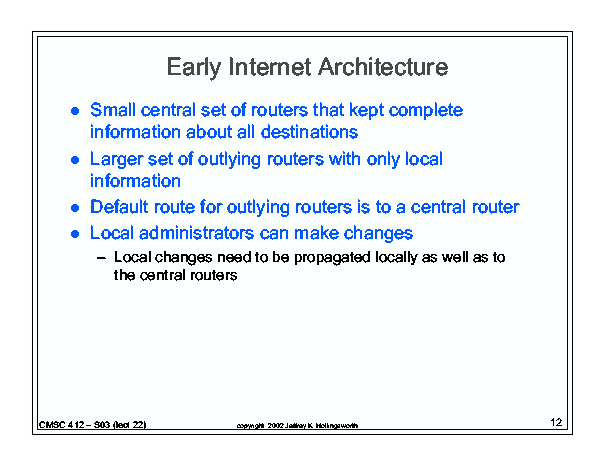 Early Internet Architecture
● Small central set of routers that kept complete
information about all destinations
● Larger set of outlying routers with only local
information
● Default route for outlying routers is to a central router
● Local administrators can make changes
– Local changes need to be propagated locally as well as to
the central routers
CMSC 412 – S03 (lect 22)
copyright 2002 Jeffrey K. Hollingsworth
12